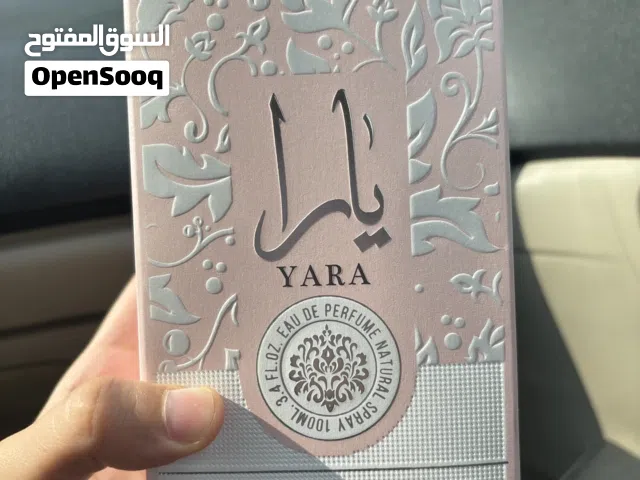 السوق المفتوح
OpenSooq
يارا
YARA
100ML. 3.4 FL.OZ. EAU DE PERFUME NATURAL SPRAY